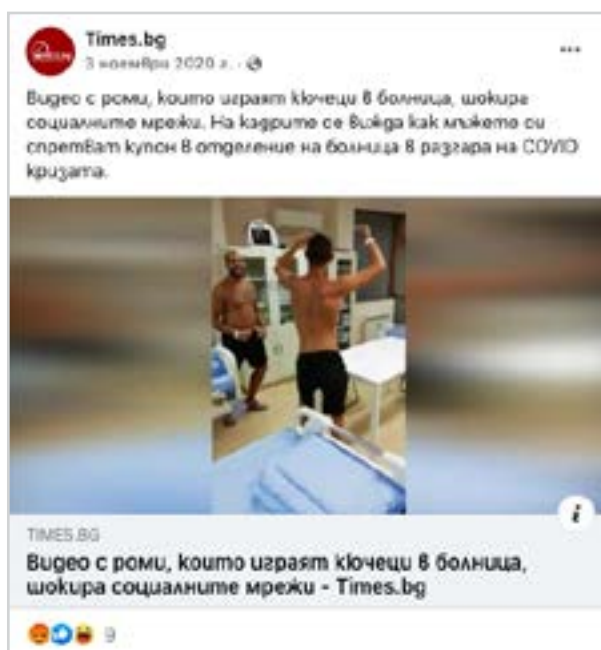 Times.bg
3 ноември 2020 г.
Видео с роми, които играят кючеци в болница, шокира
социалните мрежи. На кадрите се вижда как мъжете си
спретват купон в отделение на болница в разгара на COVID
кризата.
TIMES.BG
Видео с роми, които играят кючеци в болница,
шокира социалните мрежи - Times.bg
9